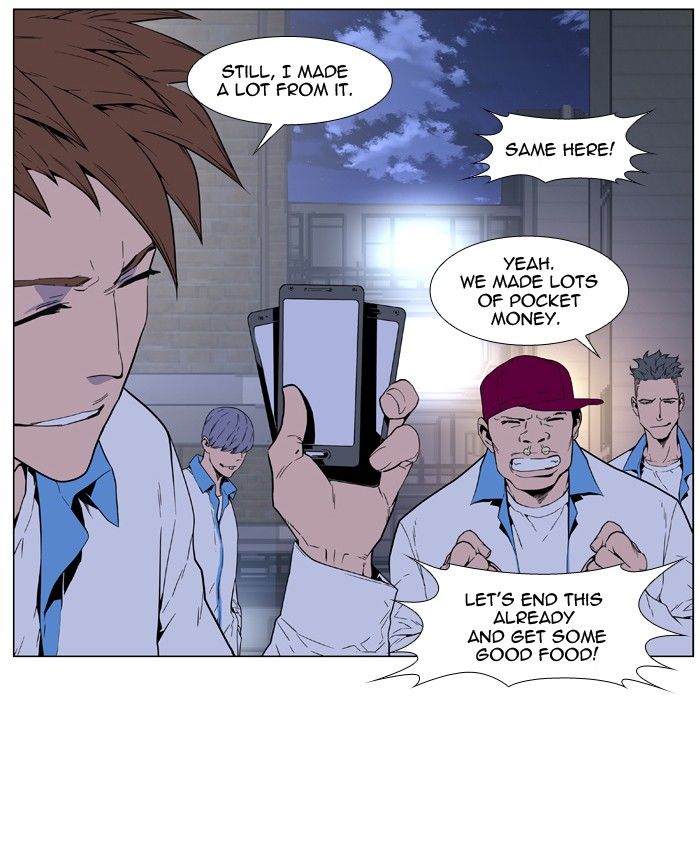 STILL, I MADE
A LOT FROM IT.
SAME HERE!
YEAH.
WE MADE LOTS
OF POCKET
MONEY.
LET'S END THIS
ALREADY
AND GET SOME
GOOD FOOD!